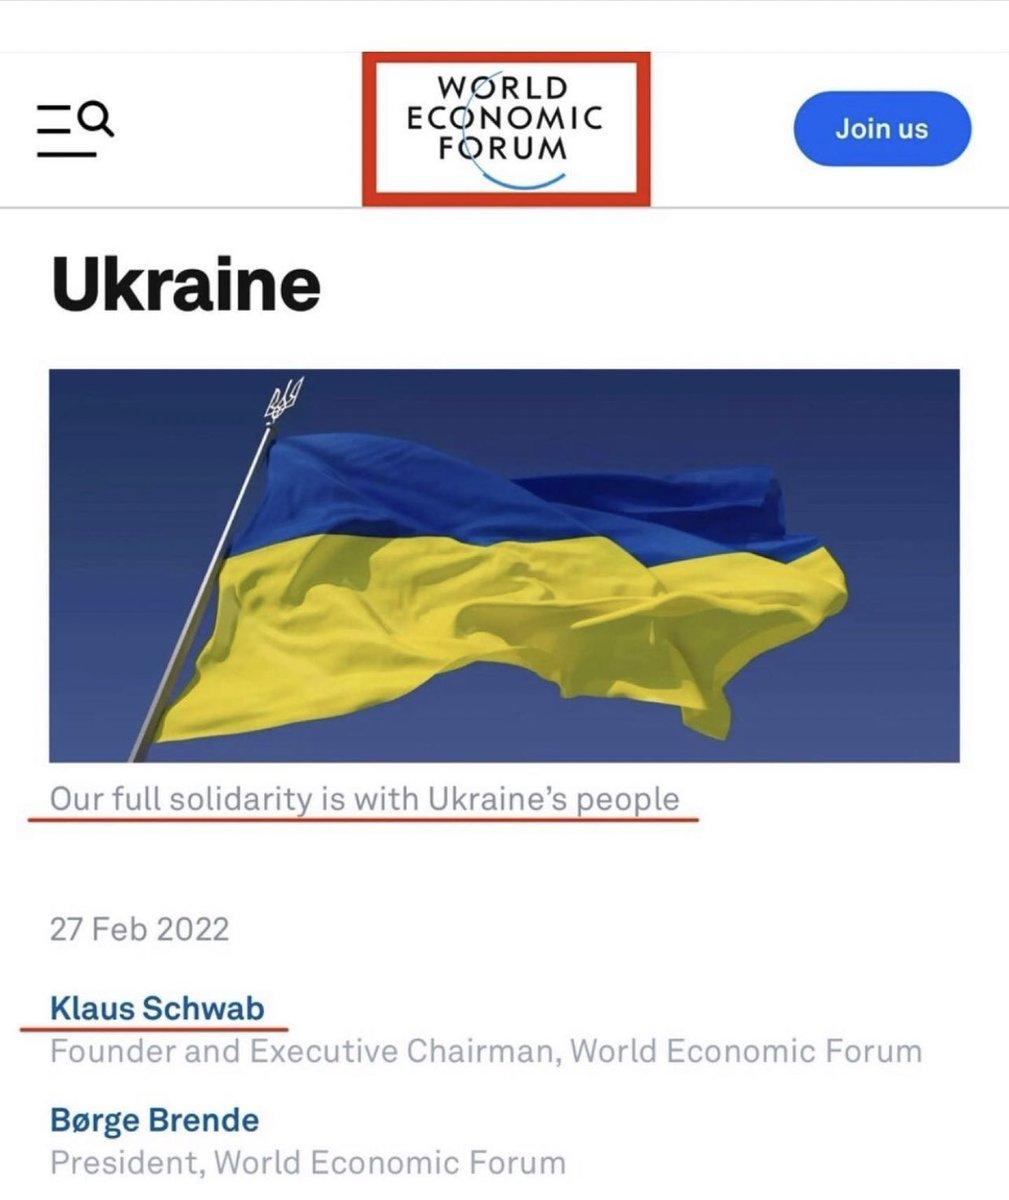 WORLD
ECONOMIC
FORUM
Join us
Ukraine
Our full solidarity is with Ukraine’s people
27 Feb 2022
Klaus Schwab
Founder and Executive Chairman, World Economic Forum
Børge Brende
President, World Economic Forum